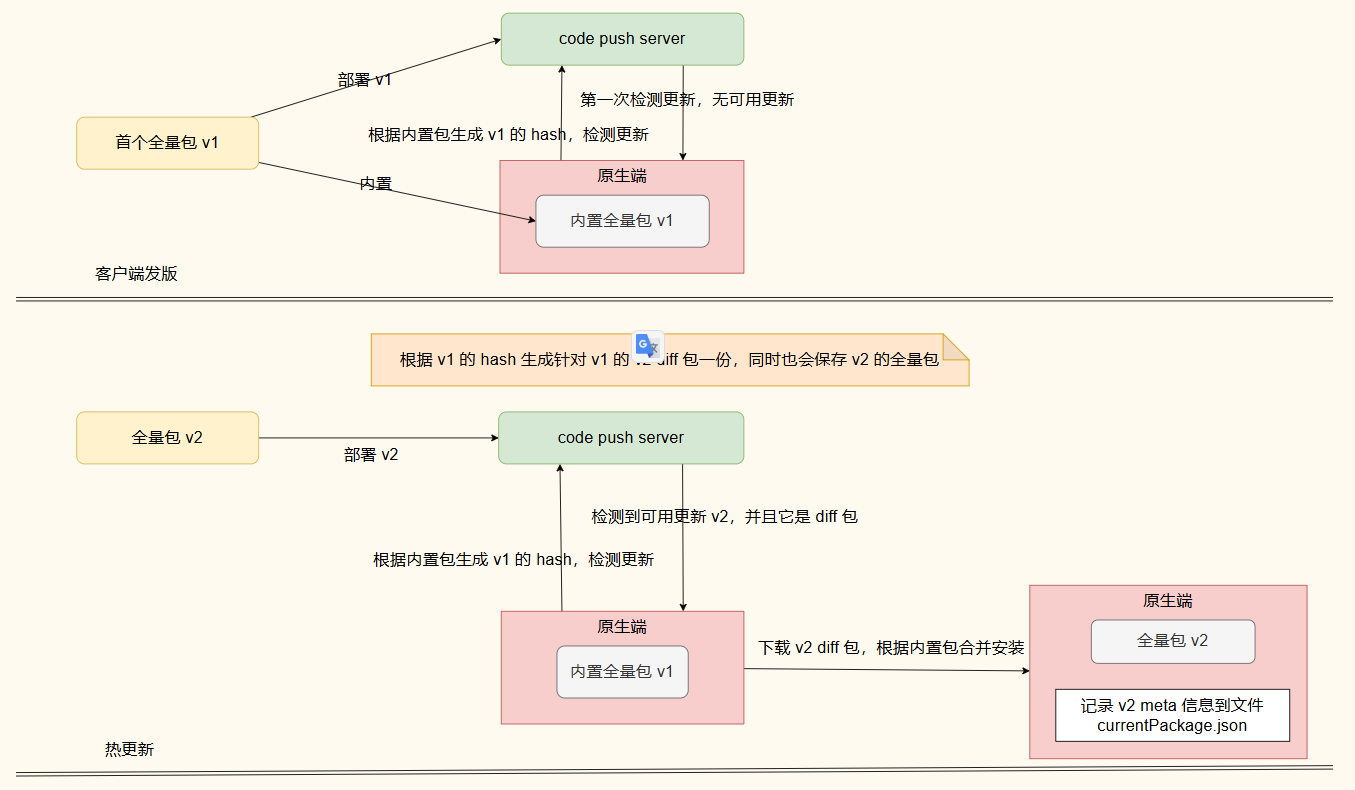 code push server
部署 v1
第一次检测更新，无可用更新
根据内置包生成 v1 的 hash，检测更新
首个全量包 v1
原生端
内置
内置全量包 v1
客户端发版
根据 v1 的 hash 生成针对 v1 的 v2 diff 包一份，同时也会保存 v2 的全量包
全量包 v2
code push server
部署 v2
检测到可用更新 v2，并且它是 diff 包
根据内置包生成 v1 的 hash，检测更新
原生端
内置全量包 v1
下载 v2 diff 包，根据内置包合并安装
原生端
全量包 v2
记录 v2 meta 信息到文件
currentPackage.json
热更新